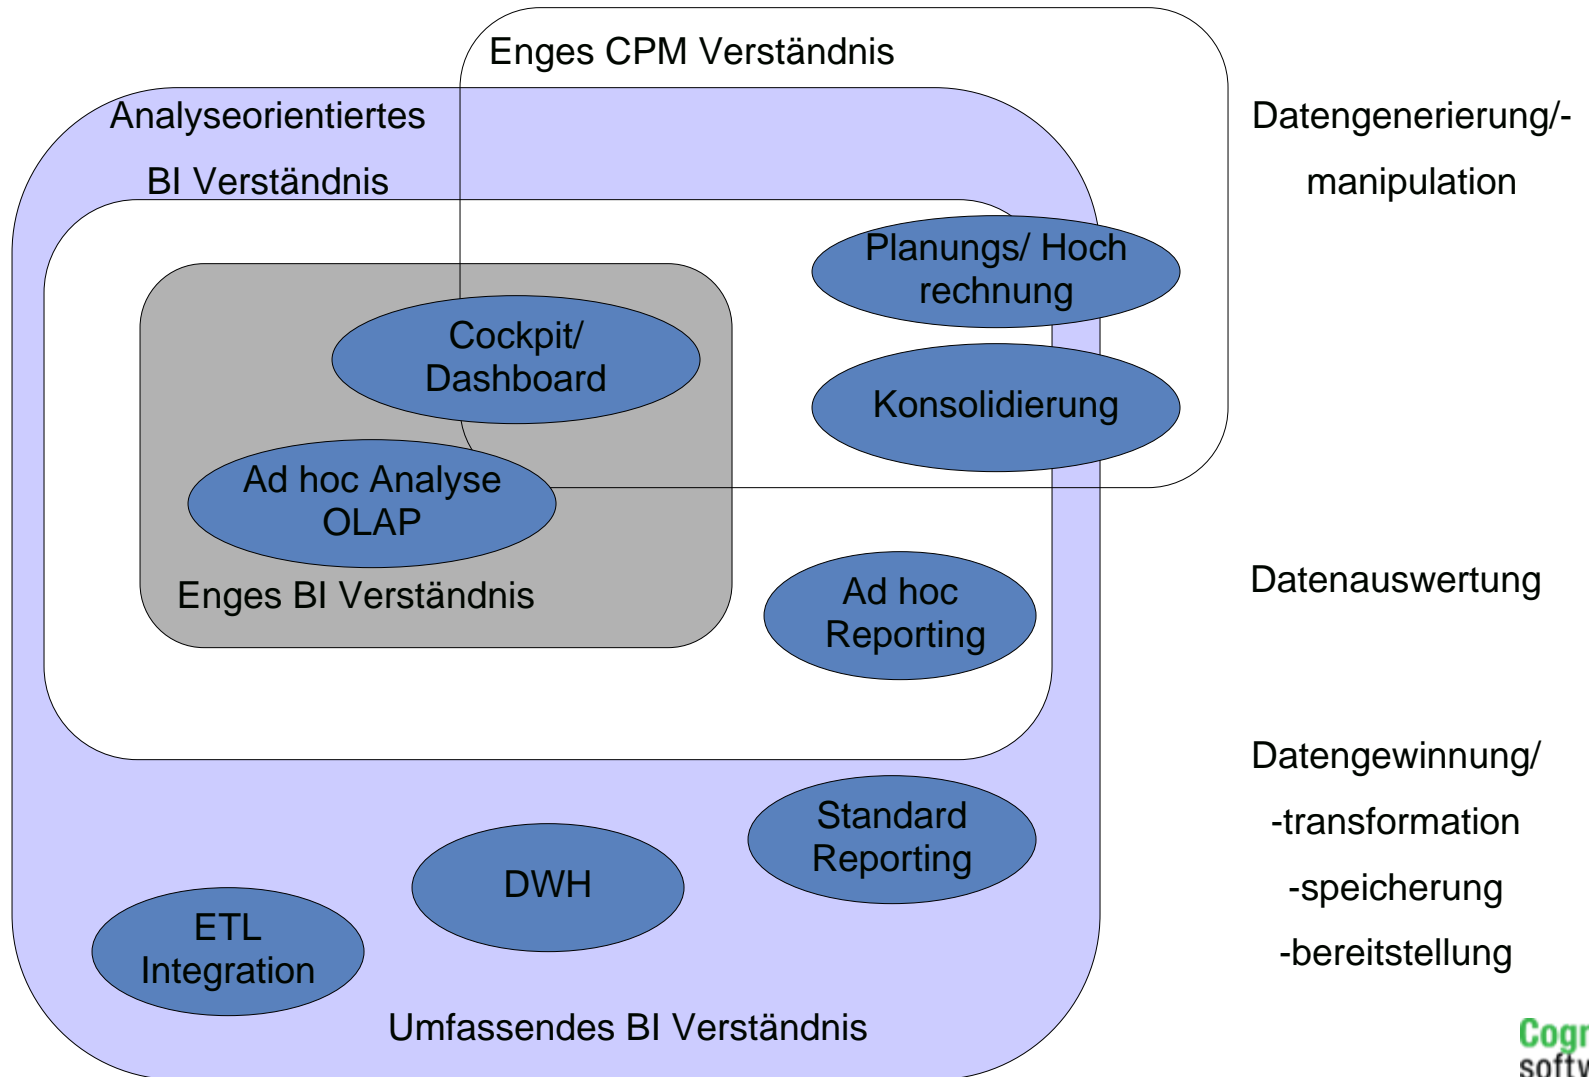 Enges CPM Verständnis
Analyseorientiertes
BI Verständnis
Datengenerierung/-
manipulation
Planungs/ Hoch
rechnung
Cockpit/
Dashboard
Konsolidierung
Ad hoc Analyse
OLAP
Enges BI Verständnis
Ad hoc
Reporting
Datenauswertung
Datengewinnung/
-transformation
-speicherung
-bereitstellung
Standard
Reporting
DWH
ETL
Integration
Umfassendes BI Verständnis